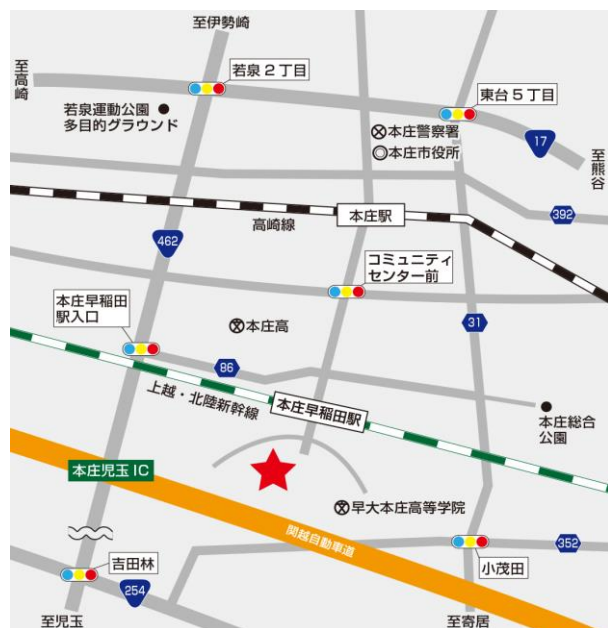 至伊勢崎
至高崎
若泉2丁目
東台5丁目
若泉運動公園
多目的グラウンド
本庄警察署
本庄市役所
17
至熊谷
392
本庄駅
高崎線
462
コミュニティ
センター前
本庄早稲田
駅入口
本庄高
31
86
上越・北陸新幹線
本庄早稲田駅
本庄総合
公園
本庄児玉IC
早大本庄高等学院
関越自動車道
352
吉田林
小茂田
254
至児玉
至寄居